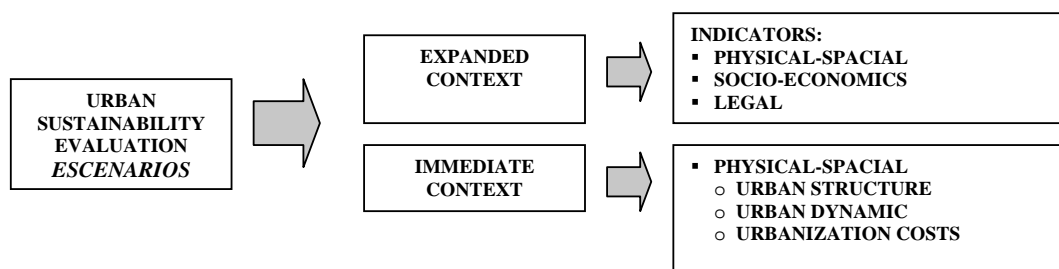 URBAN
SUSTAINABILITY
EVALUATION
ESCENARIOS
EXPANDED
CONTEXT
INDICATORS:
▪ PHYSICAL-SPACIAL
▪ SOCIO-ECONOMICS
▪ LEGAL
IMMEDIATE
CONTEXT
▪ PHYSICAL-SPACIAL
o URBAN STRUCTURE
o URBAN DYNAMIC
o URBANIZATION COSTS